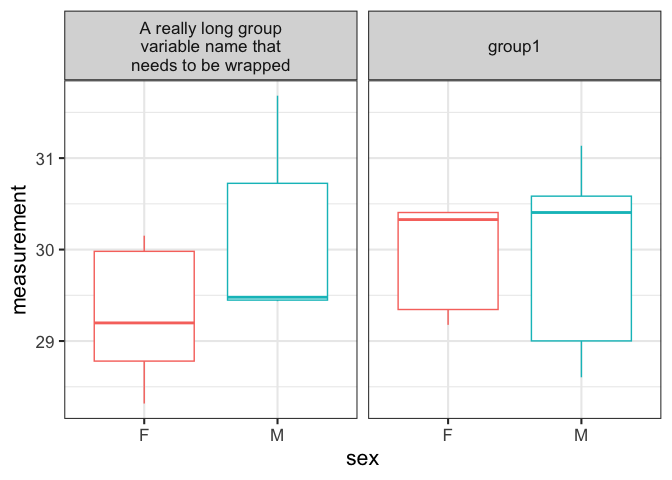 A really long group
variable name that
needs to be wrapped
group1
measurement
31
30
29
F
M
F
M
sex